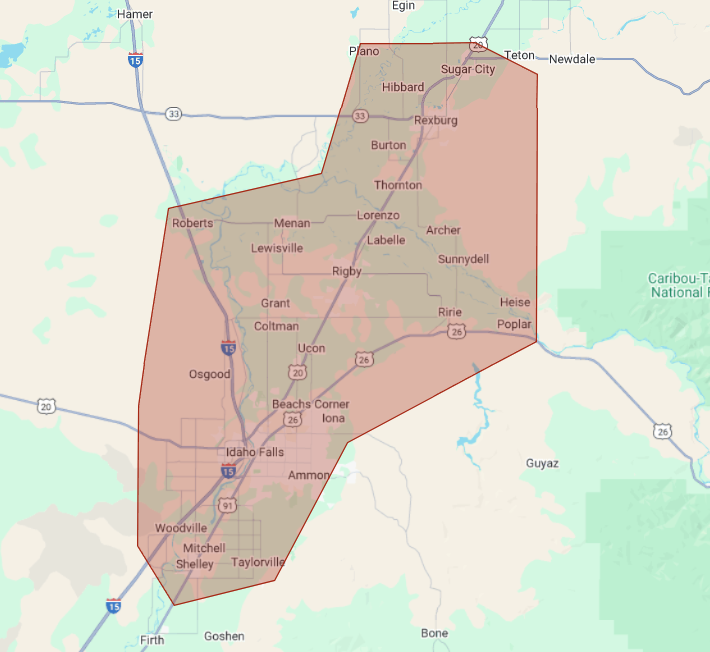 Hamer
Egin
15
Plano
20
Teton
Newdale
Sugar City
Hibbard
33
33
Rexburg
Burton
Thornton
Lorenzo
Roberts
Menan
Archer
Labelle
Lewisville
Sunnydell
Rigby
Caribou-Ta
National F
Grant
Heise
Ririe
Coltman
Poplar
26
15
Ucon
26
Osgood
20
20
Beachs Corner
26
Iona
26
Idaho Falls
Guyaz
15
Ammon
91
Woodville
Mitchell
Shelley
Taylorville
15
Firth
Goshen
Bone